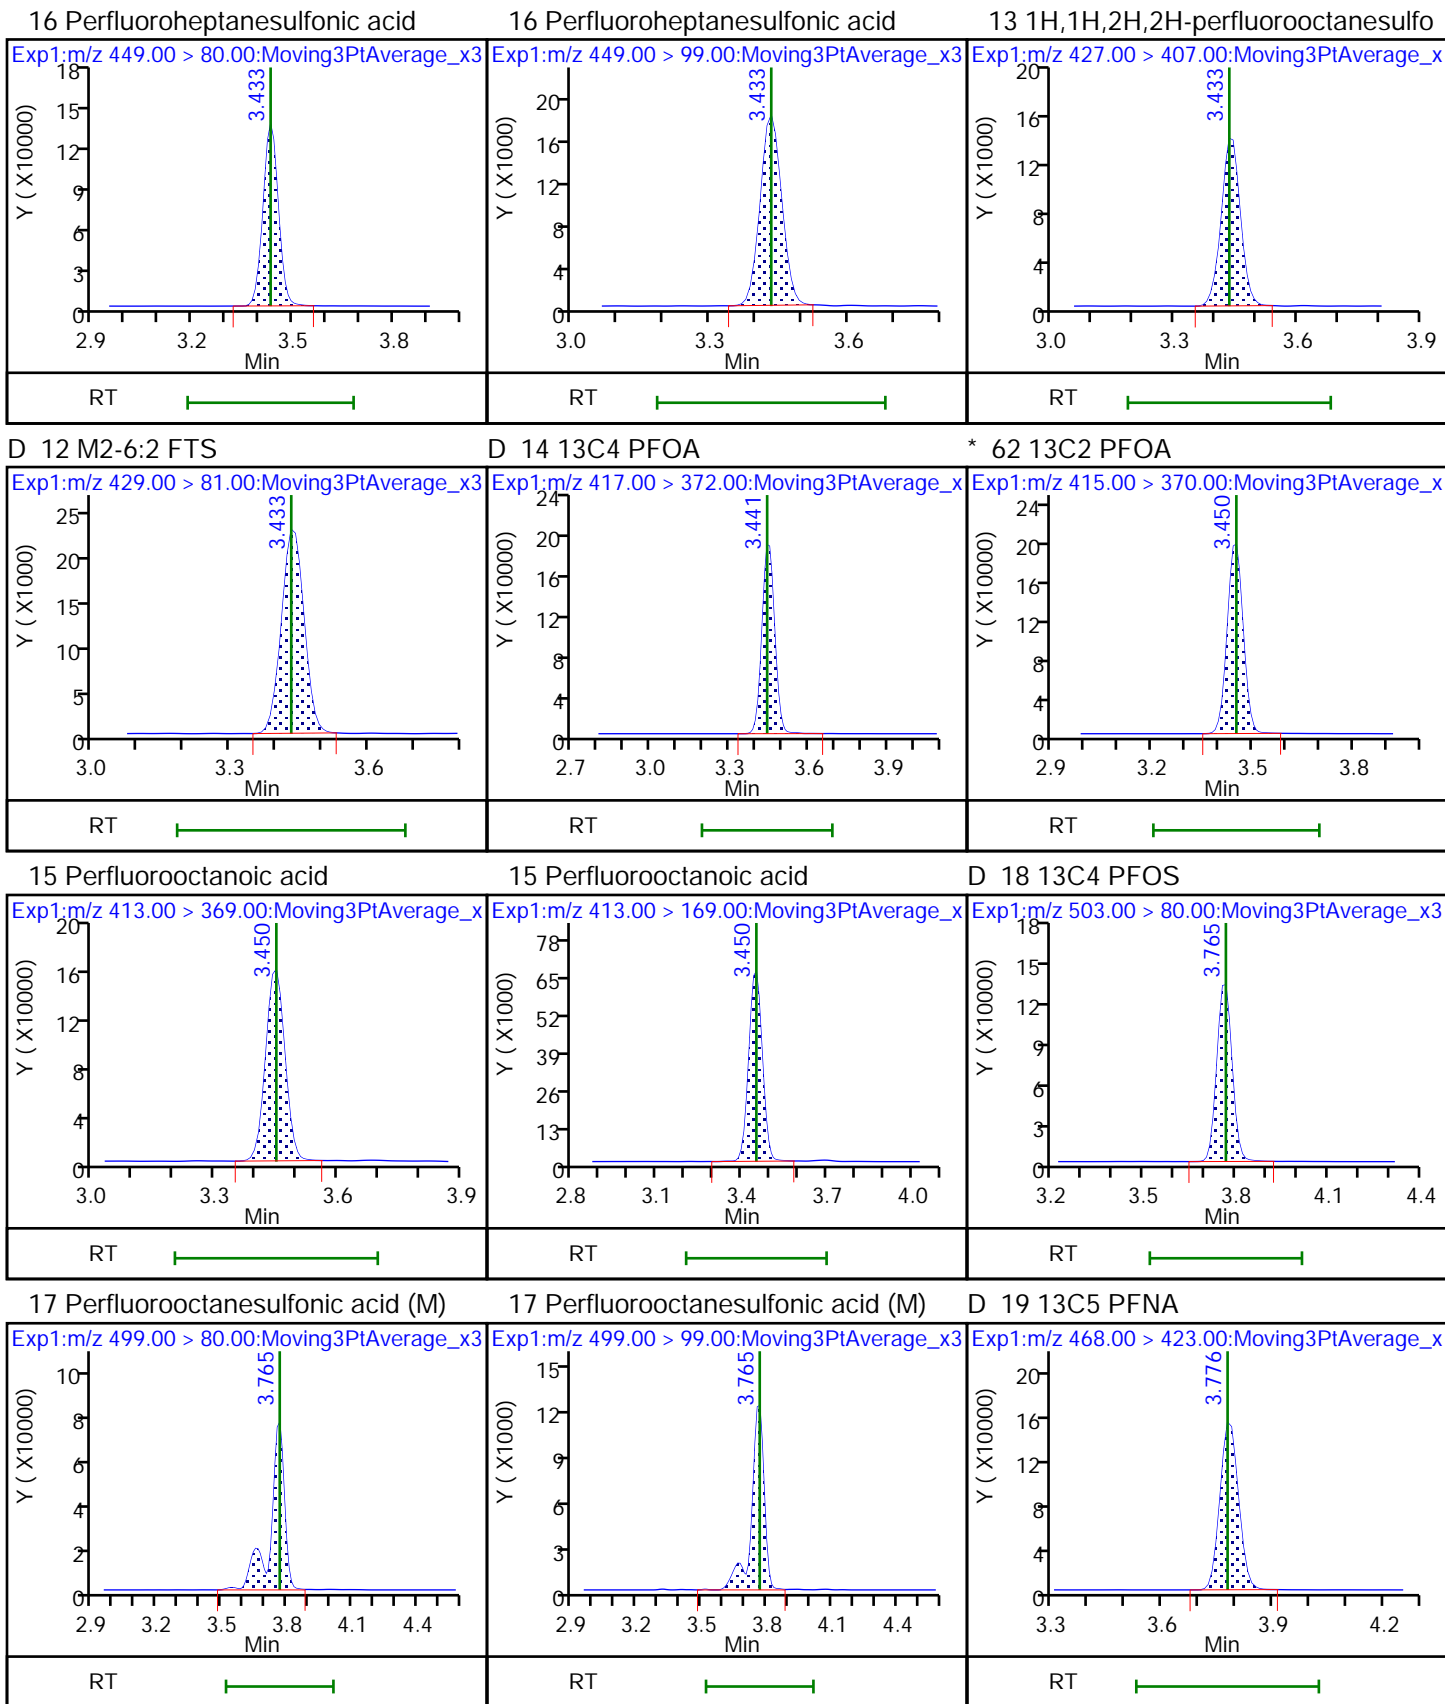 16 Perfluoroheptanesulfonic acid
Exp1:m/z 449.00 > 80.00:Moving3PtAverage_x3
3.433
Y ( X10000)
18
15
12
9
6
3
0
2.9 3.2 3.5 3.8
Min
RT
16 Perfluoroheptanesulfonic acid
Exp1:m/z 449.00 > 99.00:Moving3PtAverage_x3
3.433
Y ( X1000)
20
16
12
8
4
0
3.0 3.3 3.6
Min
RT
13 1H,1H,2H,2H-perfluorooctanesulfo
Exp1:m/z 427.00 > 407.00:Moving3PtAverage_x
3.433
Y ( X1000)
20
16
12
8
4
0
3.0 3.3 3.6 3.9
Min
RT
D 12 M2-6:2 FTS
Exp1:m/z 429.00 > 81.00:Moving3PtAverage_x3
3.433
Y ( X1000)
25
20
15
10
5
0
3.0 3.3 3.6
Min
RT
D 14 13C4 PFOA
Exp1:m/z 417.00 > 372.00:Moving3PtAverage_x
3.441
Y ( X10000)
24
20
16
12
8
4
0
2.7 3.0 3.3 3.6 3.9
Min
RT
* 62 13C2 PFOA
Exp1:m/z 415.00 > 370.00:Moving3PtAverage_x
3.450
Y ( X10000)
24
20
16
12
8
4
0
2.9 3.2 3.5 3.8
Min
RT
15 Perfluorooctanoic acid
Exp1:m/z 413.00 > 369.00:Moving3PtAverage_x
3.450
Y ( X10000)
20
16
12
8
4
0
3.0 3.3 3.6 3.9
Min
RT
15 Perfluorooctanoic acid
Exp1:m/z 413.00 > 169.00:Moving3PtAverage_x
3.450
Y ( X1000)
78
65
52
39
26
13
0
2.8 3.1 3.4 3.7 4.0
Min
RT
D 18 13C4 PFOS
Exp1:m/z 503.00 > 80.00:Moving3PtAverage_x3
3.765
Y ( X10000)
18
15
12
9
6
3
0
3.2 3.5 3.8 4.1 4.4
Min
RT
17 Perfluorooctanesulfonic acid (M)
Exp1:m/z 499.00 > 80.00:Moving3PtAverage_x3
3.765
Y ( X10000)
10
8
6
4
2
0
2.9 3.2 3.5 3.8 4.1 4.4
Min
RT
17 Perfluorooctanesulfonic acid (M)
Exp1:m/z 499.00 > 99.00:Moving3PtAverage_x3
3.765
Y ( X1000)
15
12
9
6
3
0
2.9 3.2 3.5 3.8 4.1 4.4
Min
RT
D 19 13C5 PFNA
Exp1:m/z 468.00 > 423.00:Moving3PtAverage_x
3.776
Y ( X10000)
20
16
12
8
4
0
3.3 3.6 3.9 4.2
Min
RT